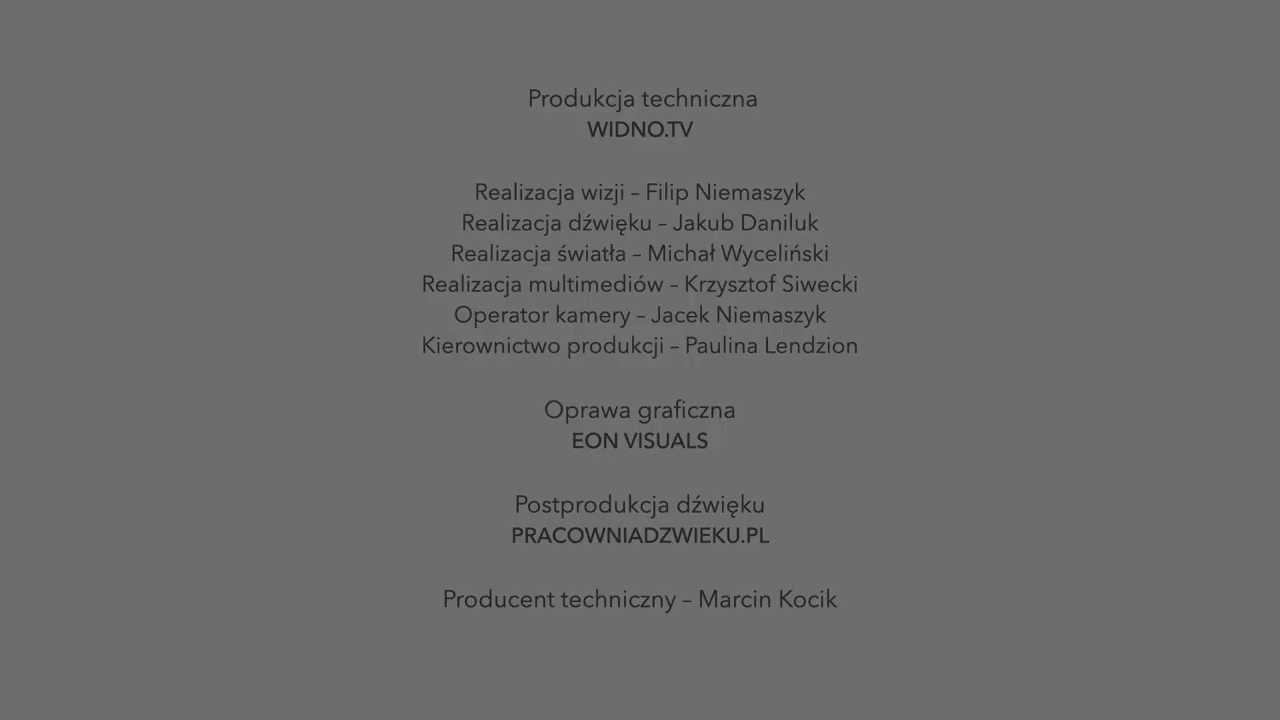 Produkcja techniczna
WIDNO.TV
Realizacja wizji – Filip Niemaszyk
Realizacja dźwięku – Jakub Daniluk
Realizacja światła – Michał Wyceliński
Realizacja multimediów – Krzysztof Siwecki
Operator kamery – Jacek Niemaszyk
Kierownictwo produkcji – Paulina Lendzion
Oprawa graficzna
EON VISUALS
Postprodukcja dźwięku
PRACOWNIADZWIEKU.PL
Producent techniczny – Marcin Kocik